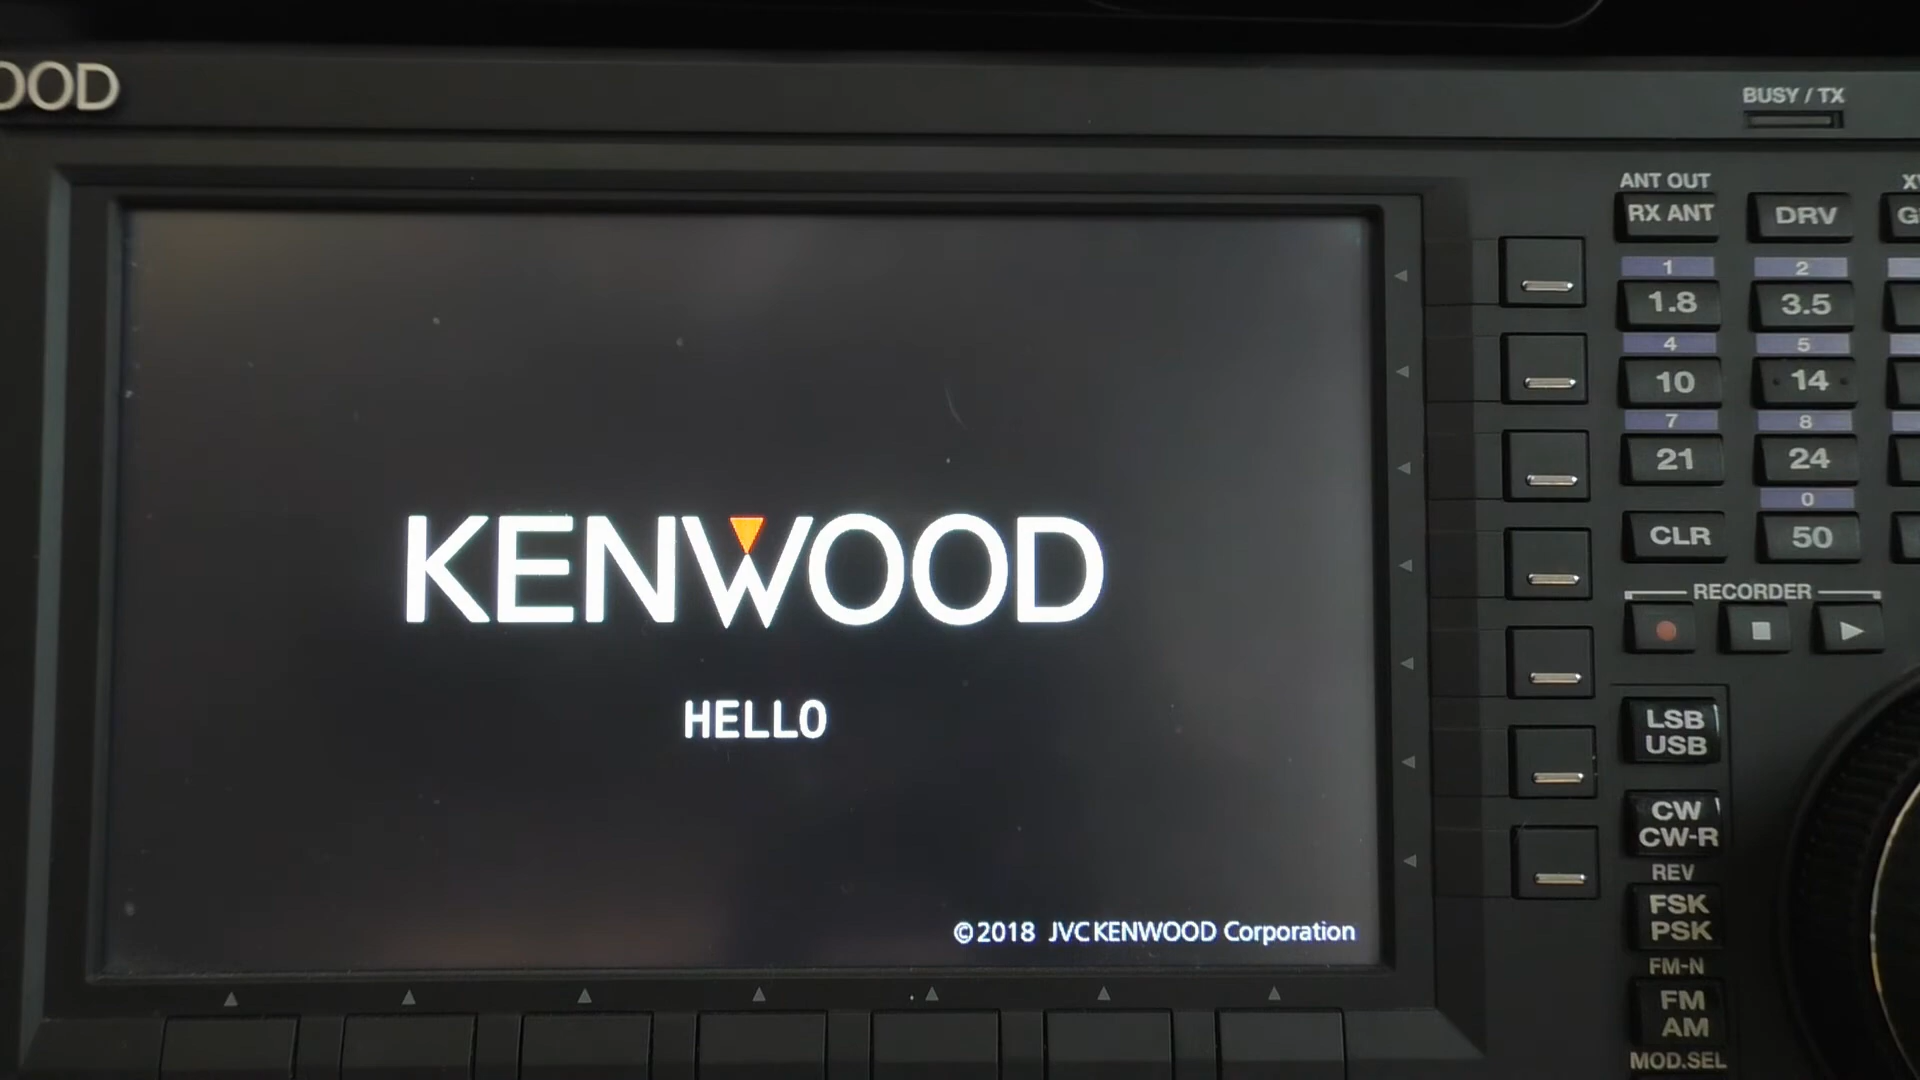 OOD
BUSY / TX
ANT OUT
RX ANT
DRV
1
2
1.8
3.5
4
5
10
14
7
8
21
24
0
CLR
50
RECORDER
KENWOOD
HELLO
©2018 JVCKENWOOD Corporation
LSB
USB
CW
CW-R
REV
FSK
PSK
FM-N
FM
AM
MOD.SEL